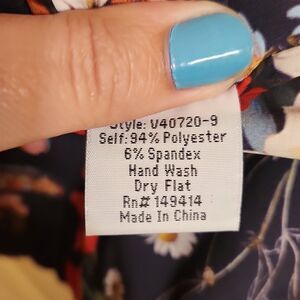 Style: V40720-9
Self: 94% Polyester
6% Spandex
Hand Wash
Dry Flat
Rn# 149414
Made In China